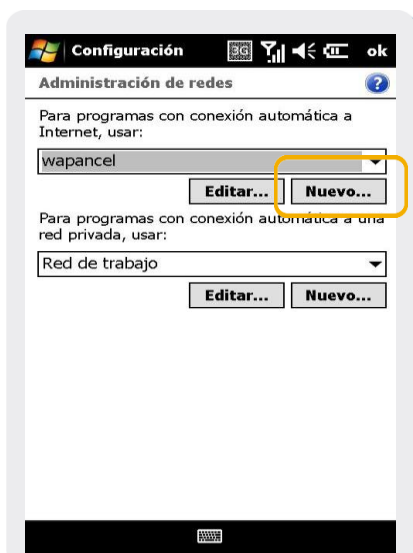 Configuración 3G ok
Administración de redes ?
Para programas con conexión automática a
Internet, usar:
wapancel
Editar... Nuevo...
Para programas con conexión automática a una
red privada, usar:
Red de trabajo
Editar... Nuevo...